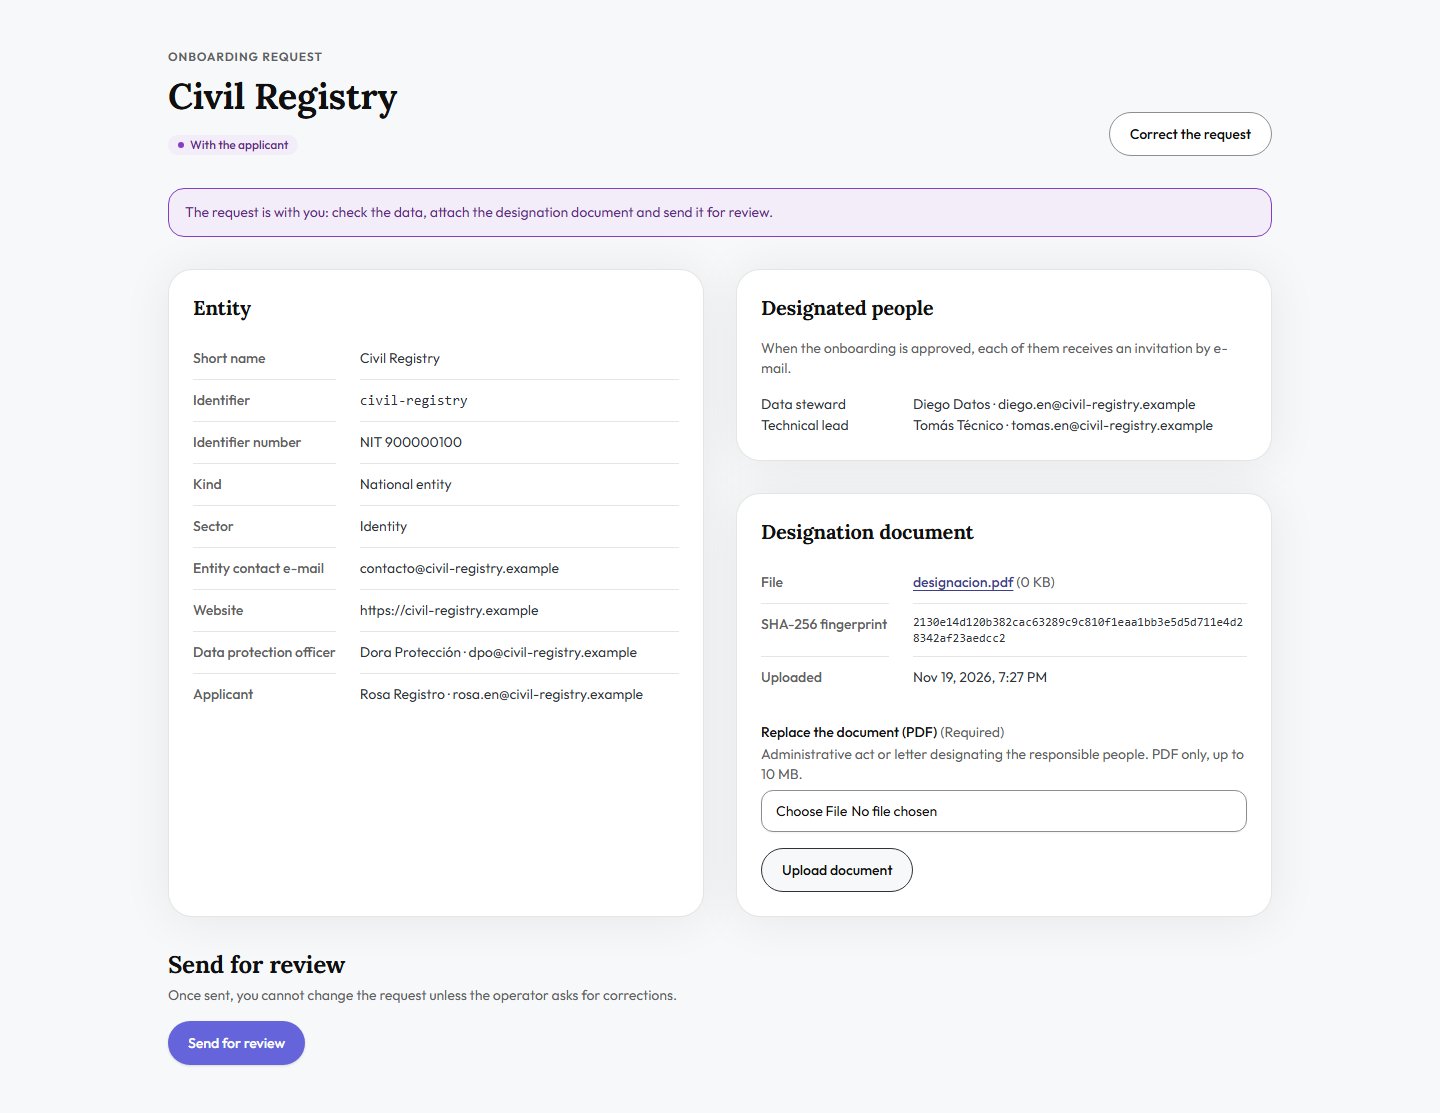 ONBOARDING REQUEST
Civil Registry
With the applicant
Correct the request
The request is with you: check the data, attach the designation document and send it for review.
Entity
Short name Civil Registry
Identifier civil-registry
Identifier number NIT 900000100
Kind National entity
Sector Identity
Entity contact e-mail contacto@civil-registry.example
Website https://civil-registry.example
Data protection officer Dora Protección · dpo@civil-registry.example
Applicant Rosa Registro · rosa.en@civil-registry.example
Designated people
When the onboarding is approved, each of them receives an invitation by e-
mail.
Data steward Diego Datos · diego.en@civil-registry.example
Technical lead Tomás Técnico · tomas.en@civil-registry.example
Designation document
File designacion.pdf (0 KB)
SHA-256 fingerprint 2130e14d120b382cac63289c9c810f1eaa1bb3e5d5d711e4d2
8342af23aedcc2
Uploaded Nov 19, 2026, 7:27 PM
Replace the document (PDF) (Required)
Administrative act or letter designating the responsible people. PDF only, up to
10 MB.
Choose File No file chosen
Upload document
Send for review
Once sent, you cannot change the request unless the operator asks for corrections.
Send for review